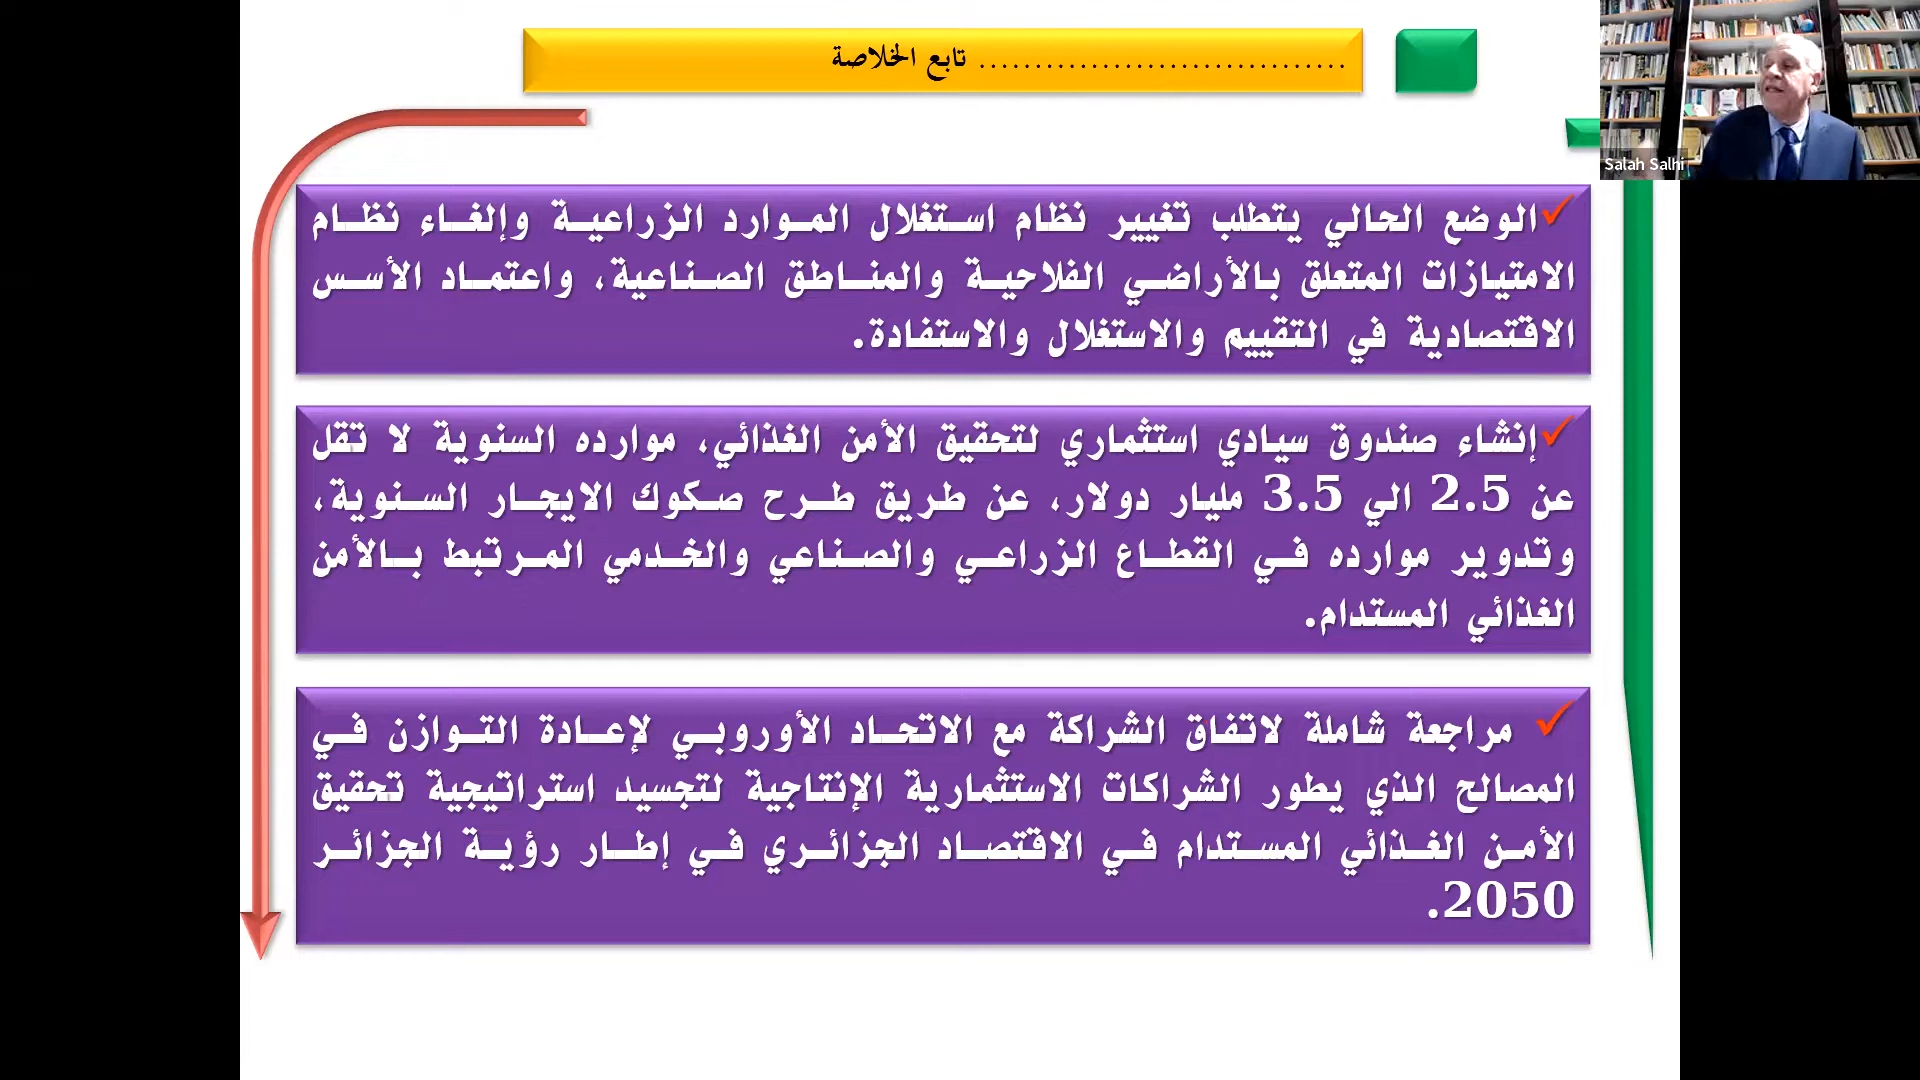 ................................. تابع الخلاصة
Salah Salhi
✓الوضع الحالي يتطلب تغيير نظام استغلال الموارد الزراعية وإلغاء نظام
الامتيازات المتعلق بالأراضي الفلاحية والمناطق الصناعية، واعتماد الأسس
الاقتصادية في التقييم والاستغلال والاستفادة.
✓إنشاء صندوق سيادي استثماري لتحقيق الأمن الغذائي، موارده السنوية لا تقل
عن 2.5 الي 3.5 مليار دولار، عن طريق طرح صكوك الايجار السنوية،
وتدوير موارده في القطاع الزراعي والصناعي والخدمي المرتبط بالأمن
الغذائي المستدام.
✓ مراجعة شاملة لاتفاق الشراكة مع الاتحاد الأوروبي لإعادة التوازن في
المصالح الذي يطور الشراكات الاستثمارية الإنتاجية لتجسيد استراتيجية تحقيق
الأمن الغذائي المستدام في الاقتصاد الجزائري في إطار رؤية الجزائر
2050.